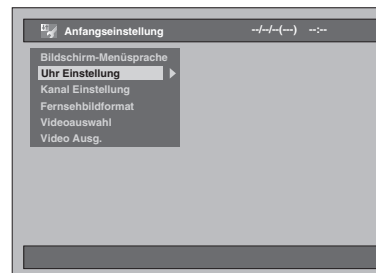 Anfangseinstellung --/--/--(---) --:--
Bildschirm-Menüsprache
Uhr Einstellung
Kanal Einstellung
Fernsehbildformat
Videoauswahl
Video Ausg.